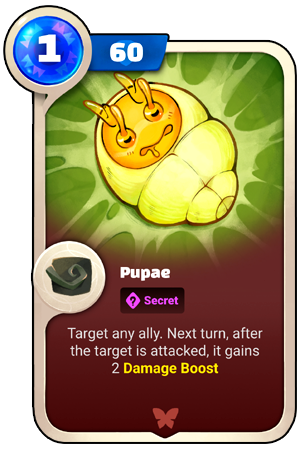 1
60
Pupae
Secret
Target any ally. Next turn, after
the target is attacked, it gains
2 Damage Boost